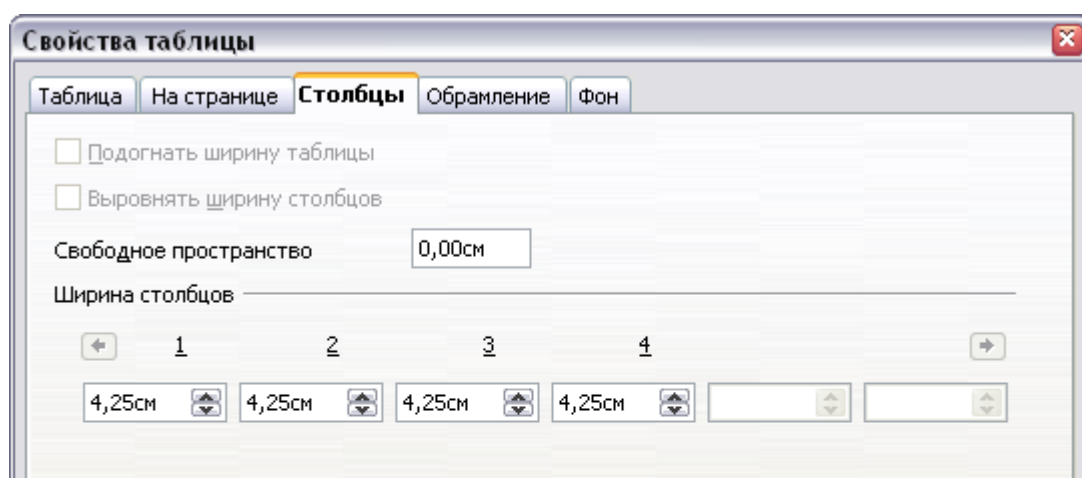 Свойства таблицы
Таблица На странице Столбцы Обрамление Фон
Подогнать ширину таблицы
Выровнять ширину столбцов
Свободное пространство 0,00см
Ширина столбцов
1 2 3 4
4,25см 4,25см 4,25см 4,25см